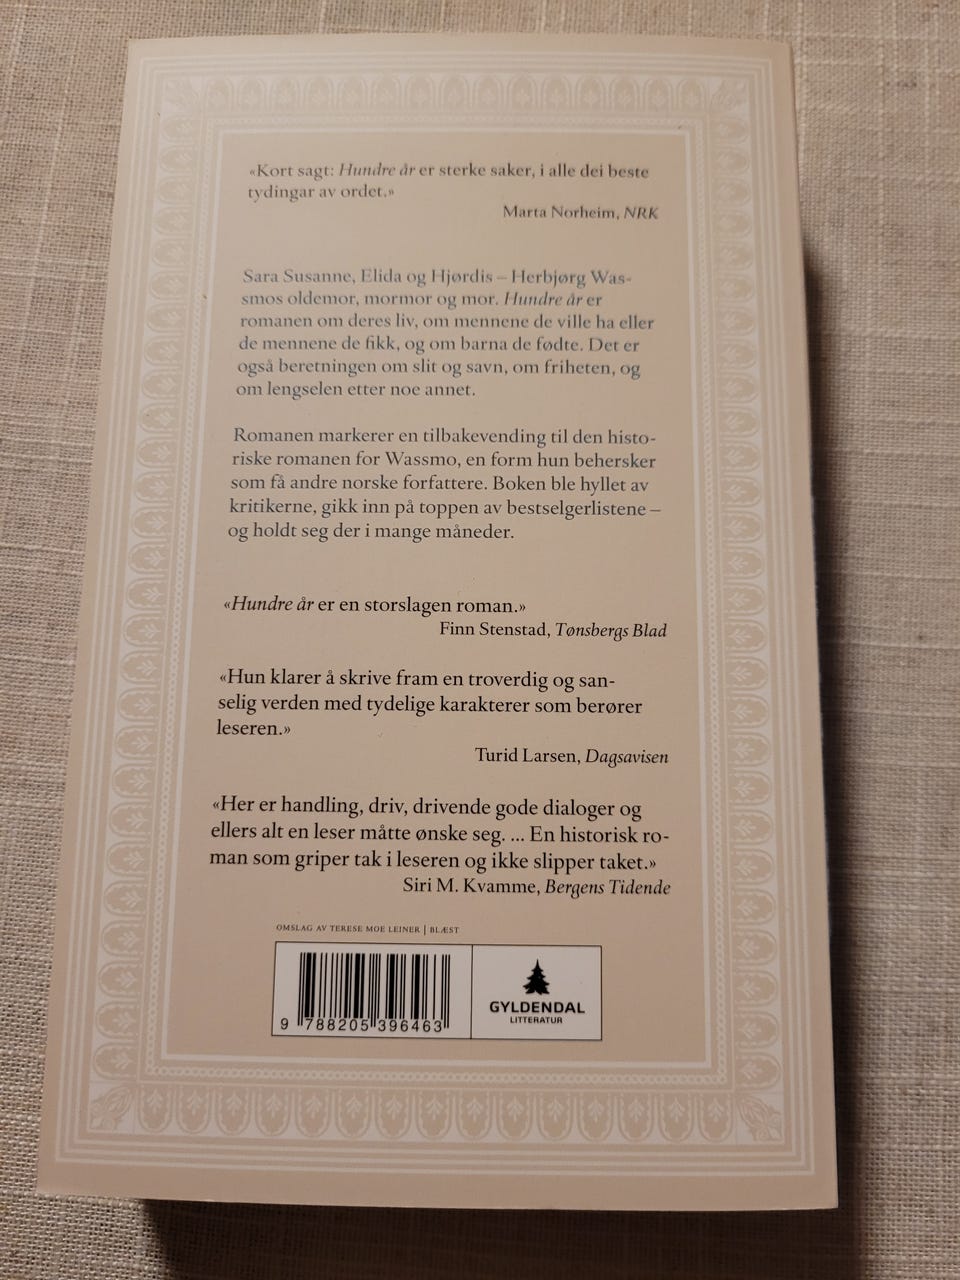 «Kort sagt: Hundre år er sterke saker, i alle dei beste
tydingar av ordet.»
Marta Norheim, NRK
Sara Susanne, Elida og Hjørdis – Herbjørg Was-
smos oldemor, mormor og mor. Hundre år er
romanen om deres liv, om mennene de ville ha eller
de mennene de fikk, og om barna de fødte. Det er
også beretningen om slit og savn, om friheten, og
om lengselen etter noe annet.
Romanen markerer en tilbakevending til den histo-
riske romanen for Wassmo, en form hun behersker
som få andre norske forfattere. Boken ble hyllet av
kritikerne, gikk inn på toppen av bestselgerlistene –
og holdt seg der i mange måneder.
«Hundre år er en storslagen roman.»
Finn Stenstad, Tønsbergs Blad
«Hun klarer å skrive fram en troverdig og san-
selig verden med tydelige karakterer som berører
leseren.»
Turid Larsen, Dagsavisen
«Her er handling, driv, drivende gode dialoger og
ellers alt en leser måtte ønske seg. ... En historisk ro-
man som griper tak i leseren og ikke slipper taket.»
Siri M. Kvamme, Bergens Tidende
OMSLAG AV TERESE MOE LEINER | BLÆST
9 788205 396463
GYLDENDAL
LITTERATUR